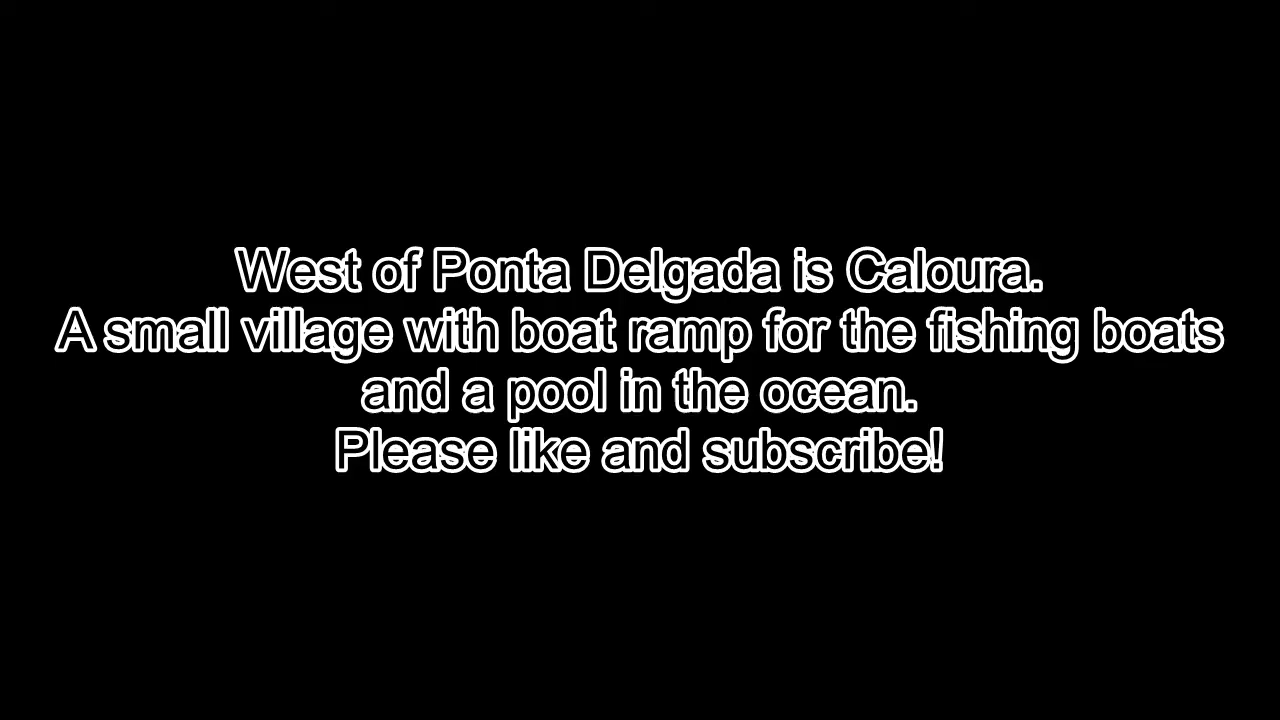 West of Ponta Delgada is Caloura.
A small village with boat ramp for the fishing boats
and a pool in the ocean.
Please like and subscribe!